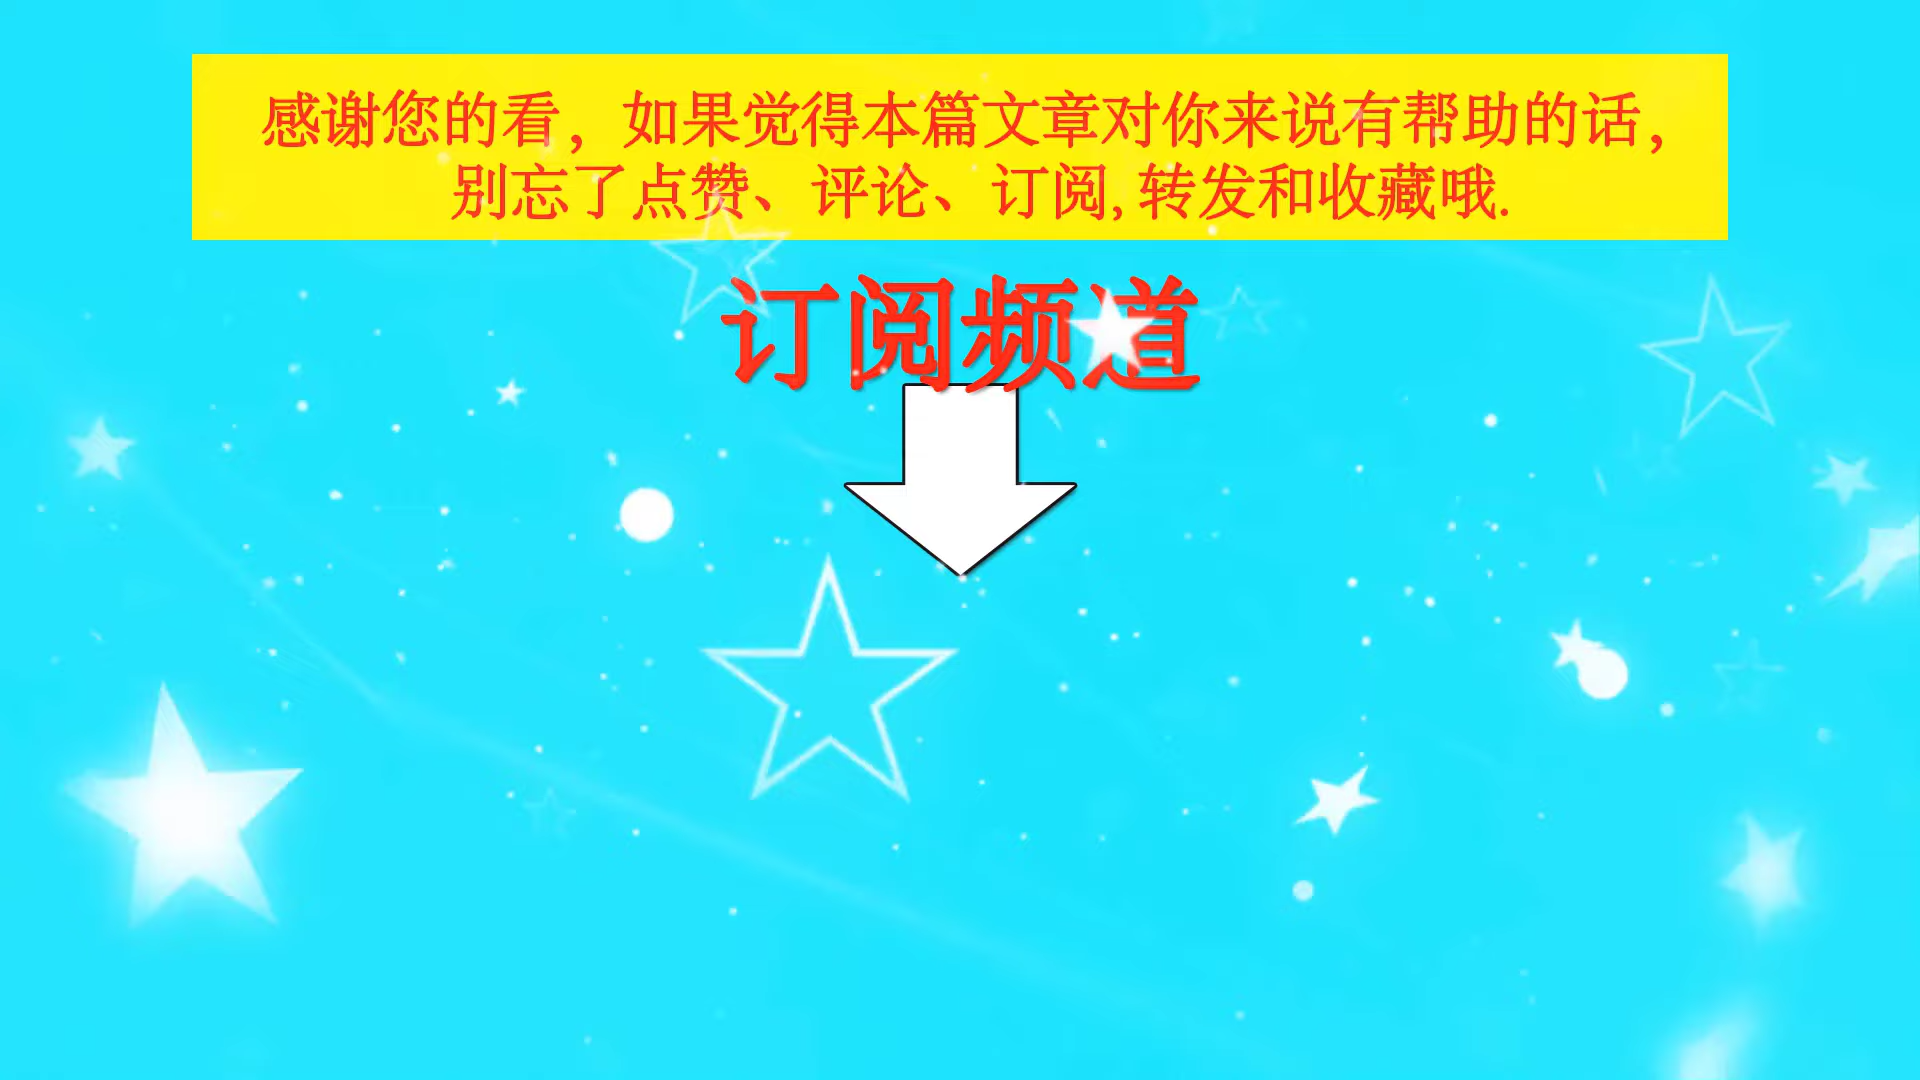 感谢您的看，如果觉得本篇文章对你来说有帮助的话，
别忘了点赞、评论、订阅,转发和收藏哦.
订阅频道